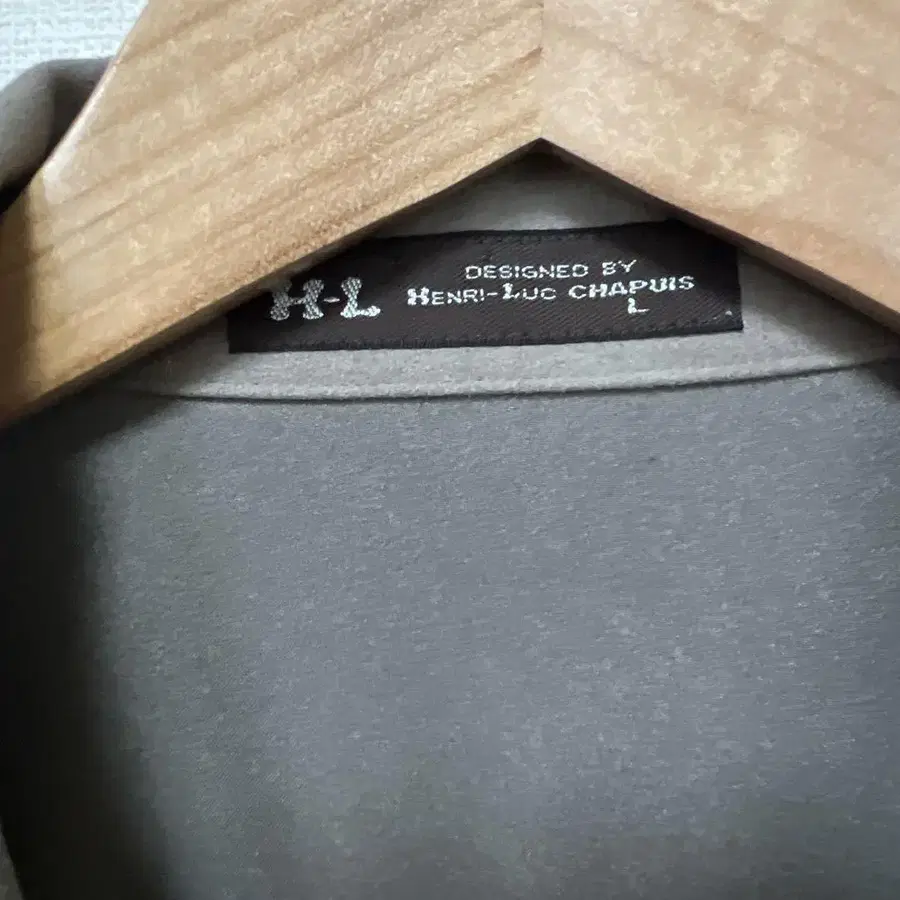 H-L
DESIGNED BY
HENRI-LUC CHAPUIS
L